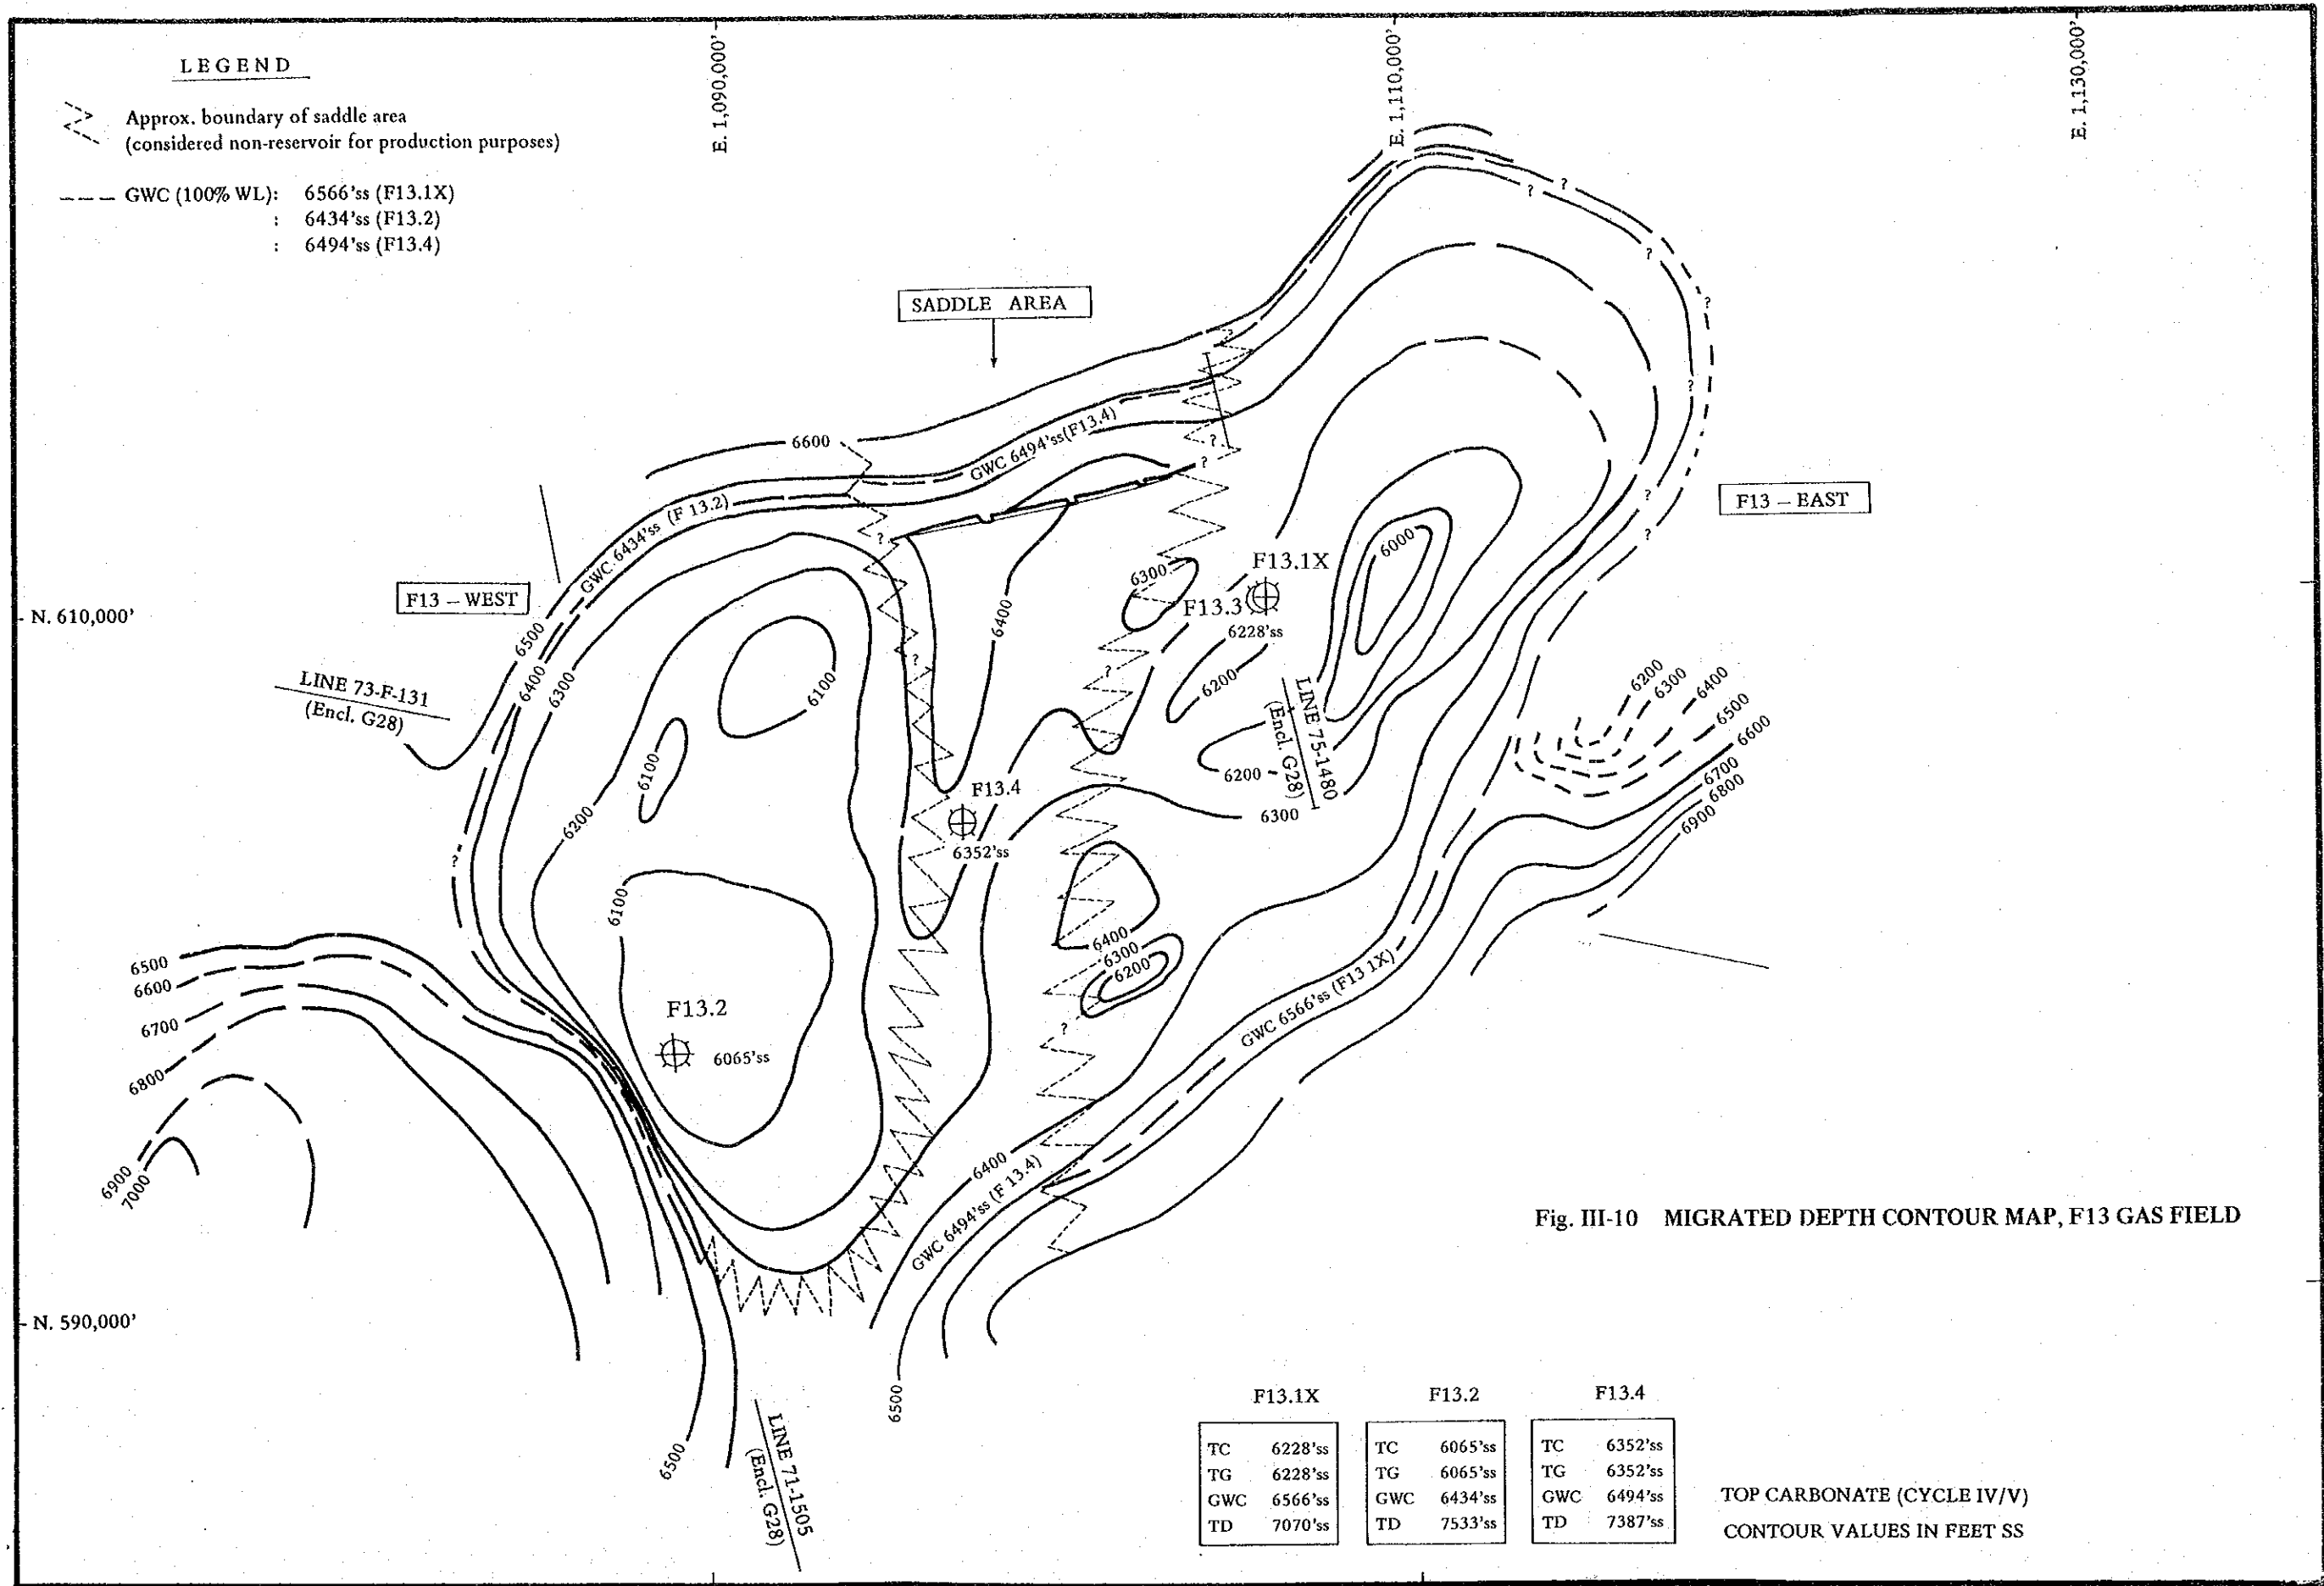 LEGEND
Approx. boundary of saddle area
(considered non-reservoir for production purposes)
GWC (100% WL): 6566'ss (F13.1X)
: 6434'ss (F13.2)
: 6494'ss (F13.4)
E. 1,090,000'
E. 1,110,000'
E. 1,130,000'
SADDLE AREA
?
?
?
?
?
?
?
?
6600
GWC 6494'ss(F13.4)
?
?
F13 – EAST
GWC 6434'ss (F 13.2)
?
?
?
6000
F13.1X
6300
F13 – WEST
F13.3
6228'ss
N. 610,000'
6400
6500
?
?
6200
6400
6300
6100
6200
6300
6400
6500
6600
6700
6800
6900
LINE 73-F-131
(Encl. G28)
LINE 75-1480
(Encl. G28)
6100
6200
F13.4
6300
6200
6352'ss
?
6100
6400
6300
6200
6500
6600
6700
6800
F13.2
6065'ss
?
GWC 6566'ss (F13 1X)
6900
7000
6400
GWC 6494'ss (F 13.4)
Fig. III-10 MIGRATED DEPTH CONTOUR MAP, F13 GAS FIELD
N. 590,000'
6500
6500
LINE 71-1505
(Encl. G28)
F13.1X F13.2 F13.4
TC 6228'ss TC 6065'ss TC 6352'ss
TG 6228'ss TG 6065'ss TG 6352'ss
GWC 6566'ss GWC 6434'ss GWC 6494'ss
TD 7070'ss TD 7533'ss TD 7387'ss
TOP CARBONATE (CYCLE IV/V)
CONTOUR VALUES IN FEET SS